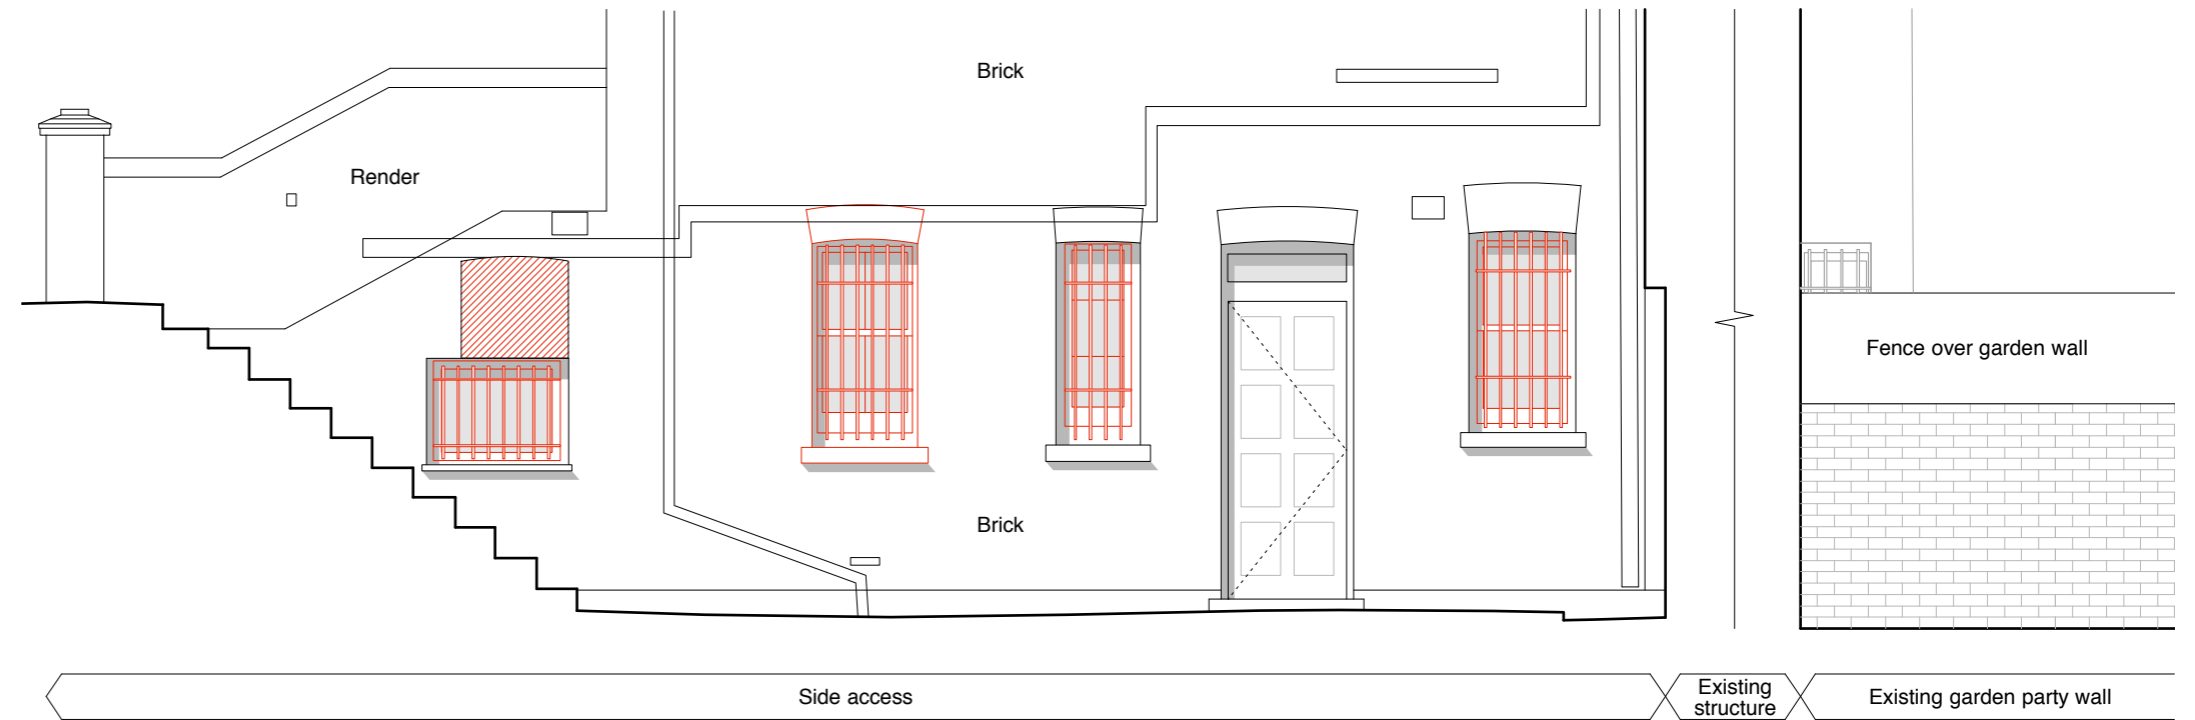 Brick
Render
Fence over garden wall
Brick
Side access
Existing
structure
Existing garden party wall